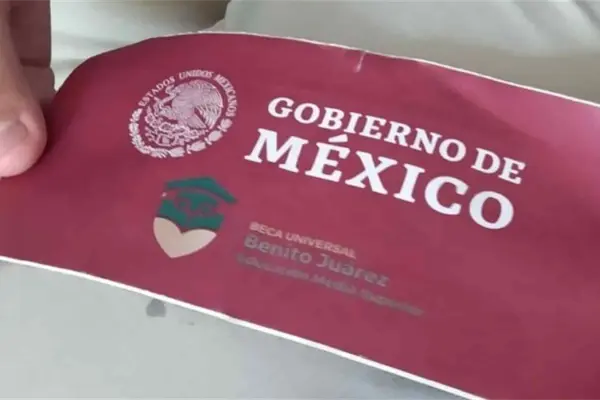 ESTADOS UNIDOS MEXICANOS
GOBIERNO DE
MÉXICO
BECA UNIVERSAL
Benito Juárez
Educación Media Superior